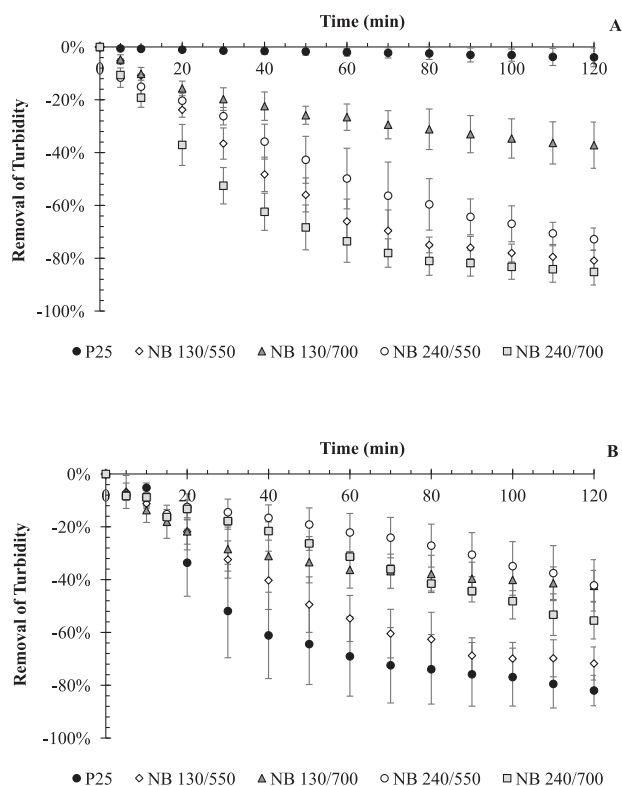 Time (min)
A
0%
0 20 40 60 80 100 120
-20%
-40%
-60%
-80%
-100%
Removal of Turbidity
P25 NB 130/550 NB 130/700 NB 240/550 NB 240/700
Time (min)
B
0%
0 20 40 60 80 100 120
-20%
-40%
-60%
-80%
-100%
Removal of Turbidity
P25 NB 130/550 NB 130/700 NB 240/550 NB 240/700